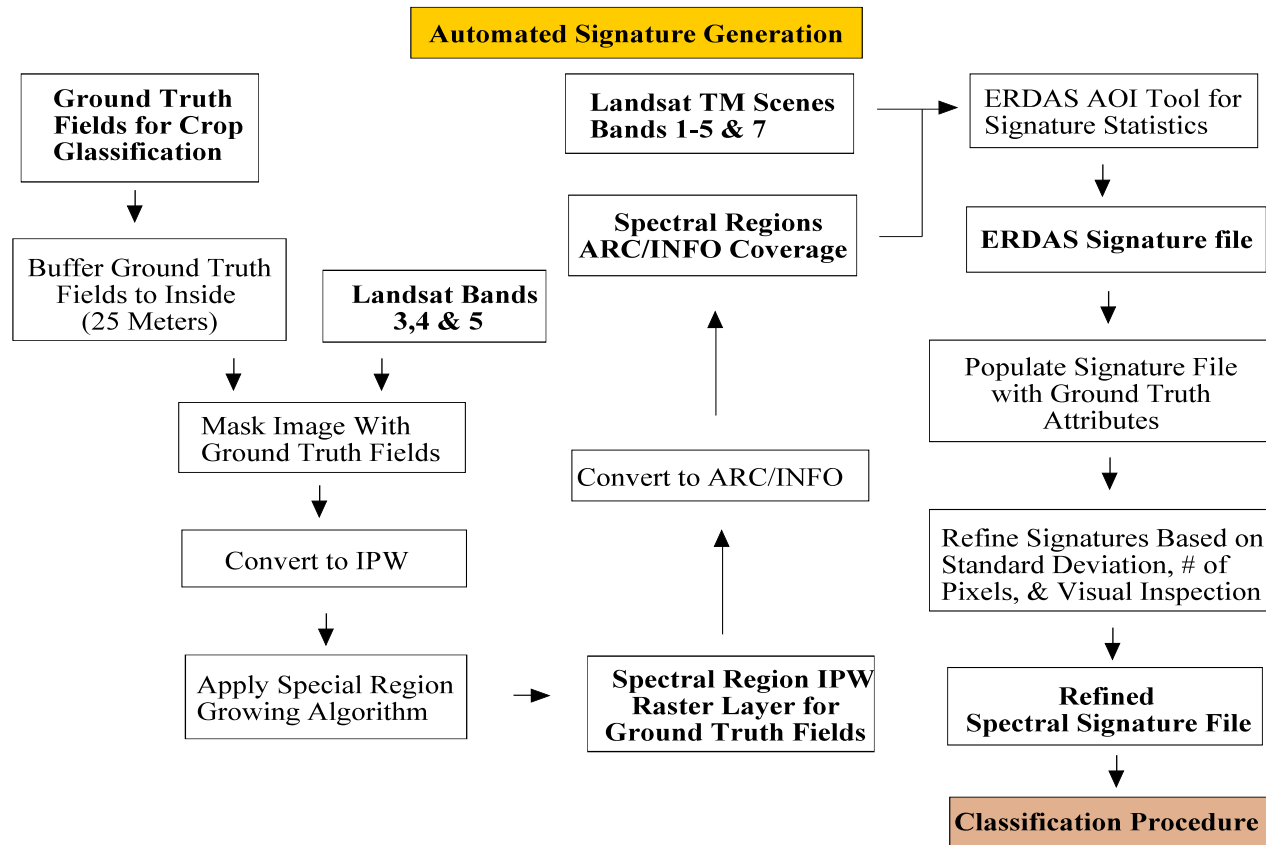 Automated Signature Generation
Ground Truth
Fields for Crop
Glassification
Buffer Ground Truth
Fields to Inside
(25 Meters)
Landsat Bands
3,4 & 5
Mask Image With
Ground Truth Fields
Convert to IPW
Apply Special Region
Growing Algorithm
Spectral Region IPW
Raster Layer for
Ground Truth Fields
Convert to ARC/INFO
Spectral Regions
ARC/INFO Coverage
Landsat TM Scenes
Bands 1-5 & 7
ERDAS AOI Tool for
Signature Statistics
ERDAS Signature file
Populate Signature File
with Ground Truth
Attributes
Refine Signatures Based on
Standard Deviation, # of
Pixels, & Visual Inspection
Refined
Spectral Signature File
Classification Procedure